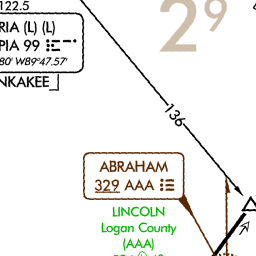 122.5
RIA (L) (L)
PIA 99
80' W89°47.57'
NKAKEE
29
136
ABRAHAM
329 AAA
LINCOLN
Logan County
(AAA)